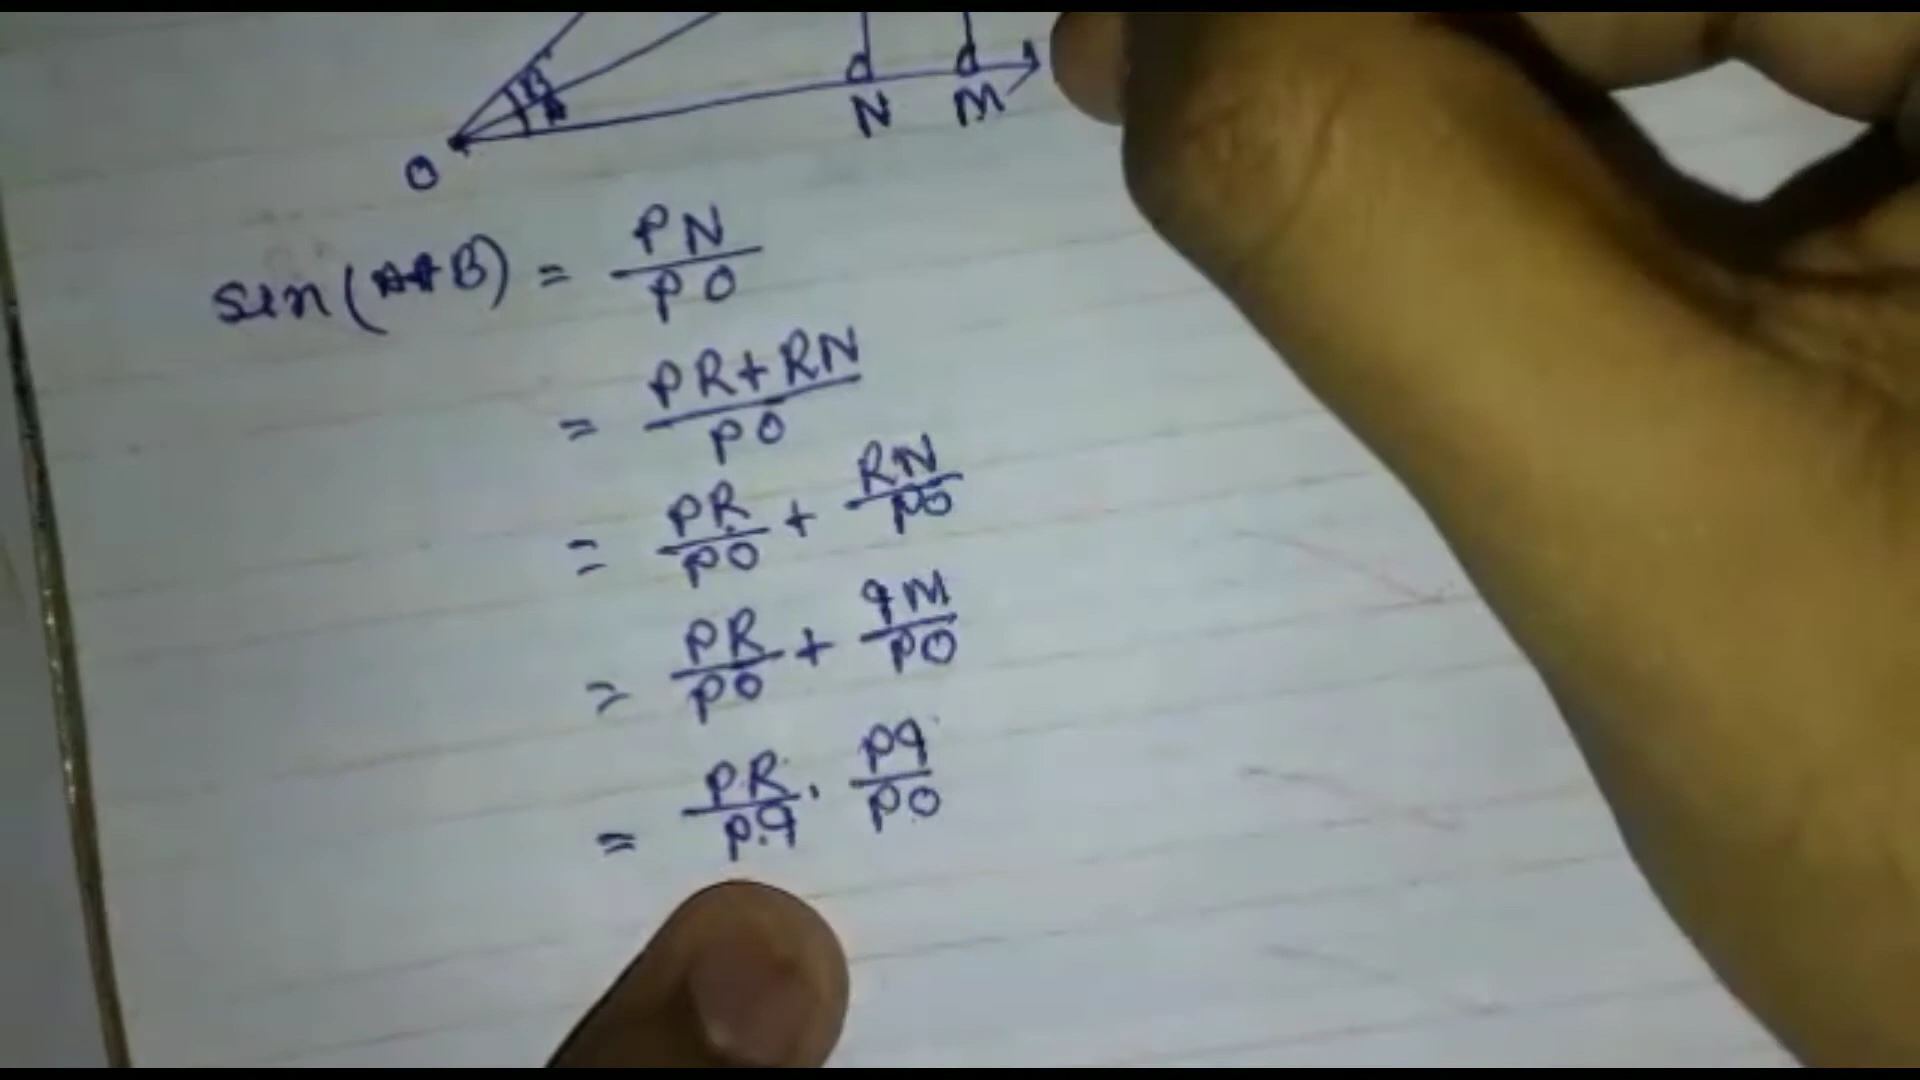 B
A
N M
O
sin(A+B) = PN/PO
= PR+RN/PO
= PR/PO + RN/PO
= PR/PO + qM/PO
= PR/Pq . Pq/PO